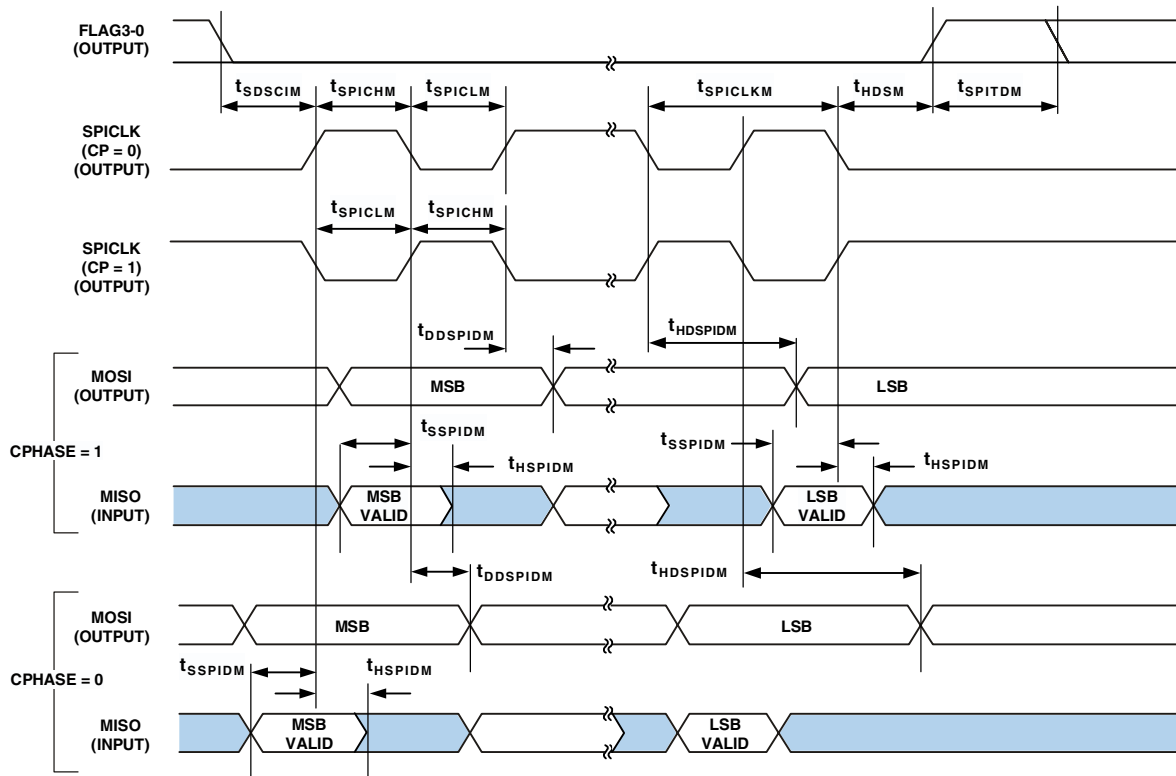 FLAG3-0
(OUTPUT)
tSDSCIM
tSPICHM
tSPICLM
tSPICLKM
tHDSM
tSPITDM
SPICLK
(CP = 0)
(OUTPUT)
tSPICLM
tSPICHM
SPICLK
(CP = 1)
(OUTPUT)
tDDSPIDM
tHDSPIDM
MOSI
(OUTPUT)
MSB
LSB
CPHASE = 1
tSSPIDM
tHSPIDM
tSSPIDM
tHSPIDM
MISO
(INPUT)
MSB
VALID
LSB
VALID
tDDSPIDM
tHDSPIDM
MOSI
(OUTPUT)
MSB
LSB
CPHASE = 0
tSSPIDM
tHSPIDM
MISO
(INPUT)
MSB
VALID
LSB
VALID